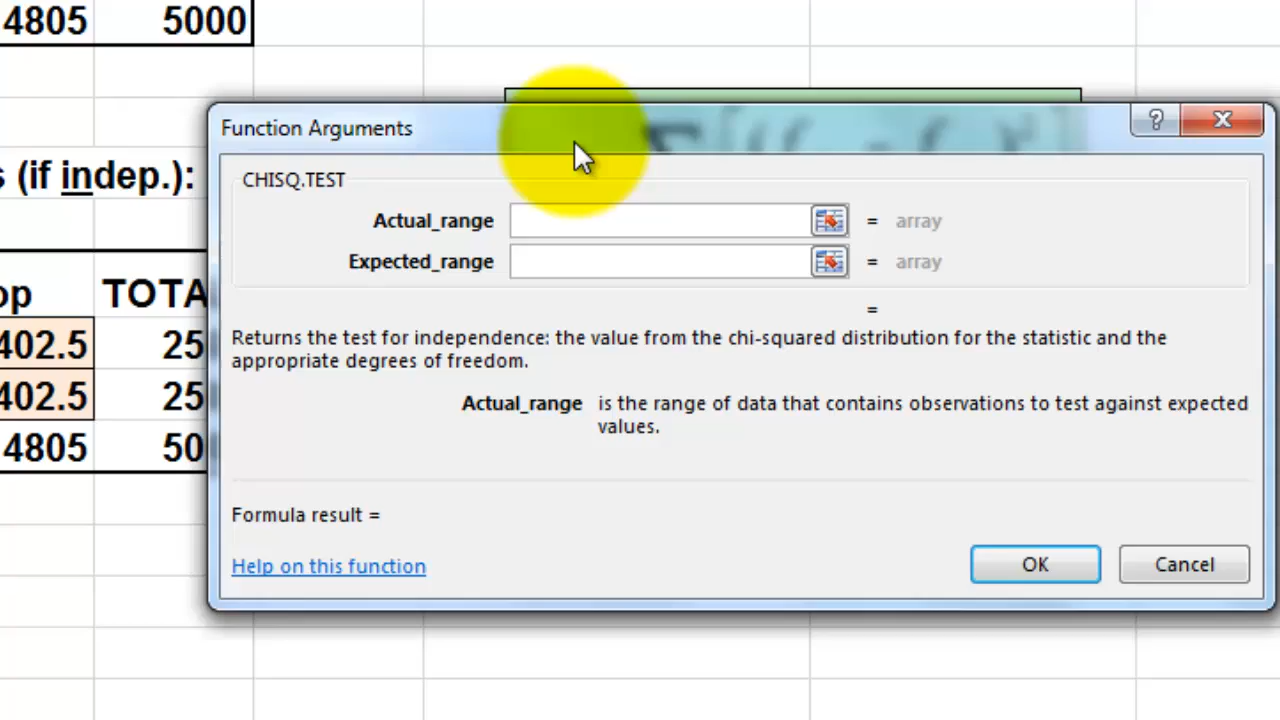 4805 5000
Function Arguments
s (if indep.):
CHISQ.TEST
Actual_range = array
Expected_range = array
op TOTA
=
402.5 25
Returns the test for independence: the value from the chi-squared distribution for the statistic and the
appropriate degrees of freedom.
402.5 25
Actual_range is the range of data that contains observations to test against expected
values.
4805 50
Formula result =
Help on this function
OK Cancel